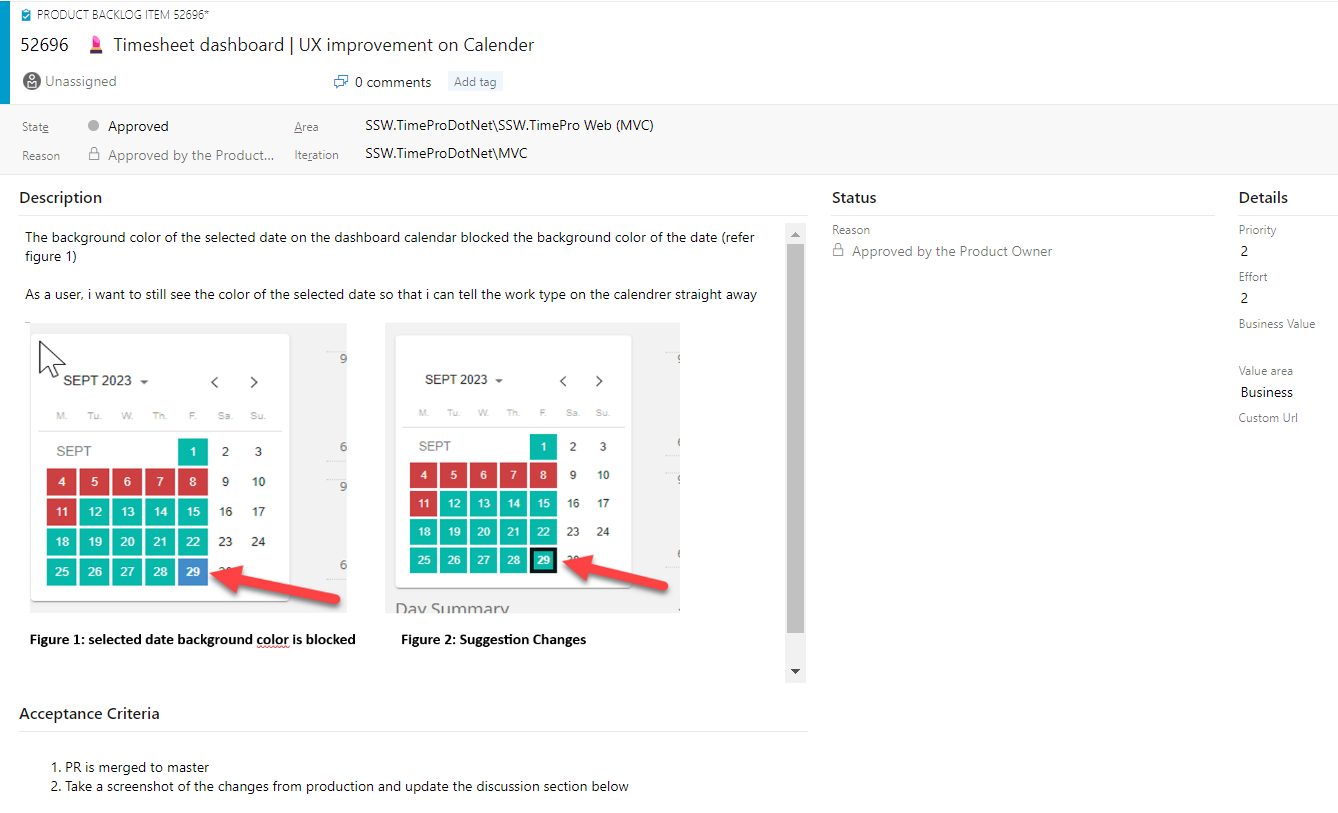 PRODUCT BACKLOG ITEM 52696*
52696 Timesheet dashboard | UX improvement on Calender
Unassigned
0 comments
Add tag
State
Approved
Area
SSW.TimeProDotNet\SSW.TimePro Web (MVC)
Reason
Approved by the Product...
Iteration
SSW.TimeProDotNet\MVC
Description
The background color of the selected date on the dashboard calendar blocked the background color of the date (refer
figure 1)
As a user, i want to still see the color of the selected date so that i can tell the work type on the calendrer straight away
SEPT 2023
M. Tu. W. Th. F. Sa. Su.
SEPT 1 2 3
4 5 6 7 8 9 10
11 12 13 14 15 16 17
18 19 20 21 22 23 24
25 26 27 28 29
9
6
9
6
Figure 1: selected date background color is blocked
SEPT 2023
M. Tu. W. Th. F. Sa. Su.
SEPT 1 2 3
4 5 6 7 8 9 10
11 12 13 14 15 16 17
18 19 20 21 22 23 24
25 26 27 28 29
Day Summary
Figure 2: Suggestion Changes
Acceptance Criteria
1. PR is merged to master
2. Take a screenshot of the changes from production and update the discussion section below
Status
Reason
Approved by the Product Owner
Details
Priority
2
Effort
2
Business Value
Value area
Business
Custom Url